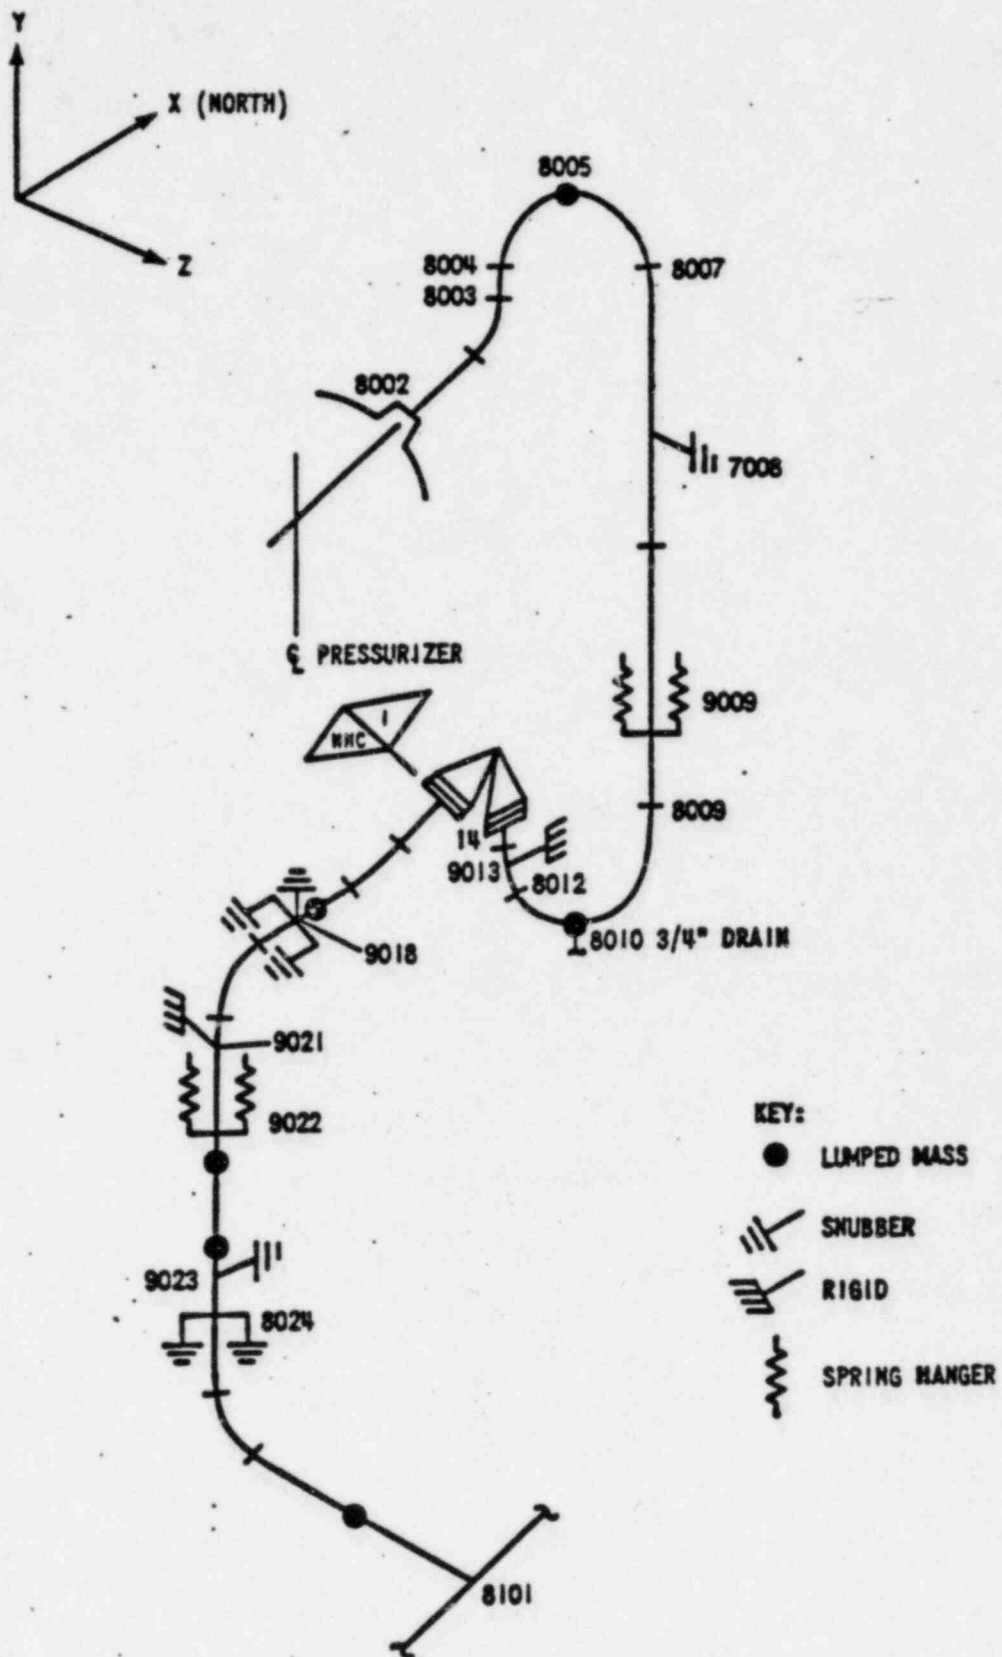 Y
X (NORTH)
Z
8005
8004
8007
8003
8002
7008
℄ PRESSURIZER
9009
1
8009
14
9013
8012
8010 3/4" DRAIN
9018
9021
9022
9023
8024
8101
KEY:
LUMPED MASS
SNUBBER
RIGID
SPRING HANGER